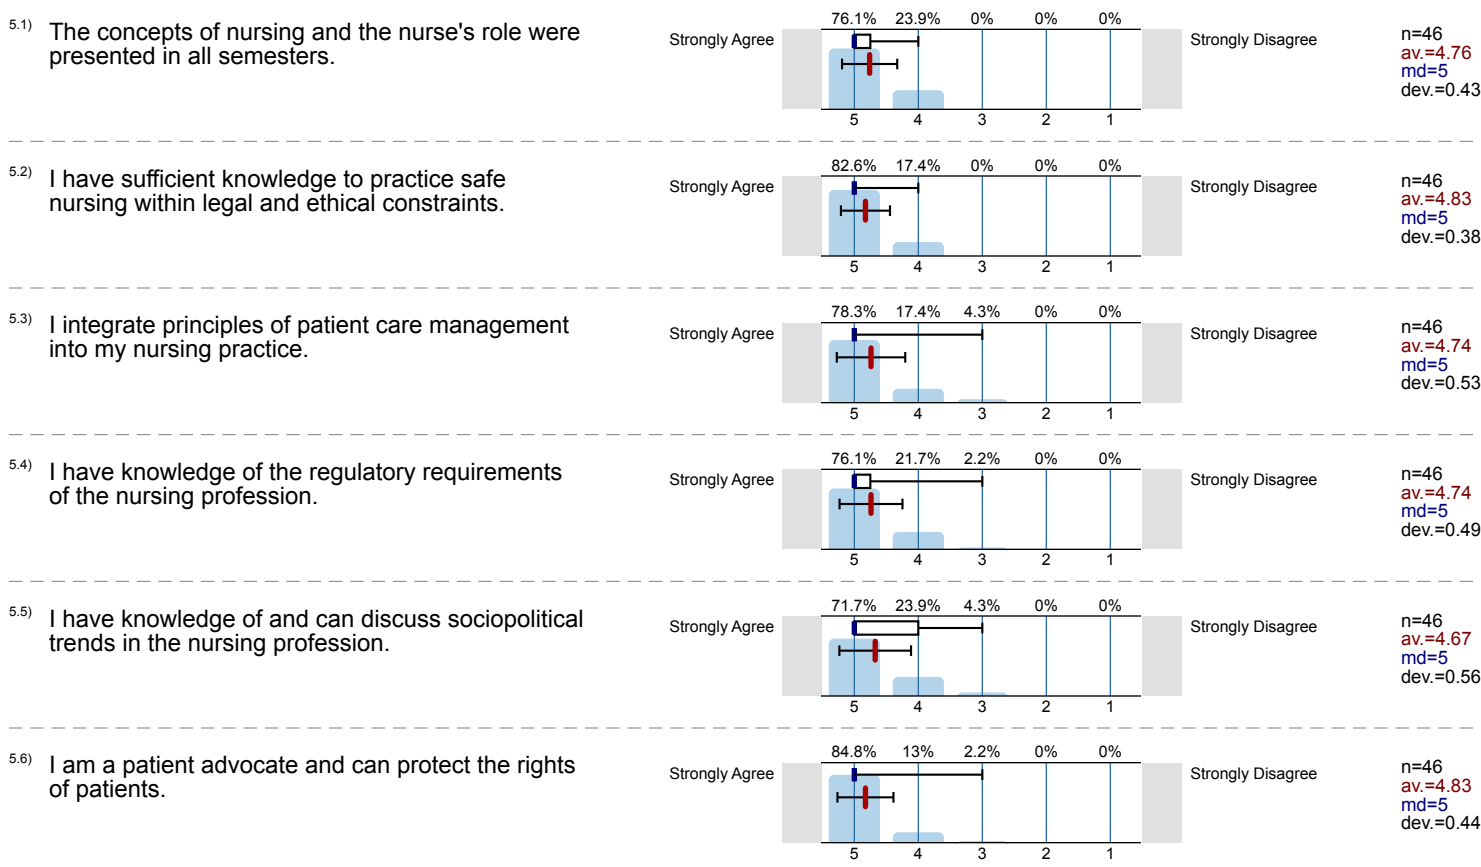 5.1) The concepts of nursing and the nurse's role were
presented in all semesters.
Strongly Agree
76.1% 23.9% 0% 0% 0%
5 4 3 2 1
Strongly Disagree
n=46
av.=4.76
md=5
dev.=0.43
5.2) I have sufficient knowledge to practice safe
nursing within legal and ethical constraints.
Strongly Agree
82.6% 17.4% 0% 0% 0%
5 4 3 2 1
Strongly Disagree
n=46
av.=4.83
md=5
dev.=0.38
5.3) I integrate principles of patient care management
into my nursing practice.
Strongly Agree
78.3% 17.4% 4.3% 0% 0%
5 4 3 2 1
Strongly Disagree
n=46
av.=4.74
md=5
dev.=0.53
5.4) I have knowledge of the regulatory requirements
of the nursing profession.
Strongly Agree
76.1% 21.7% 2.2% 0% 0%
5 4 3 2 1
Strongly Disagree
n=46
av.=4.74
md=5
dev.=0.49
5.5) I have knowledge of and can discuss sociopolitical
trends in the nursing profession.
Strongly Agree
71.7% 23.9% 4.3% 0% 0%
5 4 3 2 1
Strongly Disagree
n=46
av.=4.67
md=5
dev.=0.56
5.6) I am a patient advocate and can protect the rights
of patients.
Strongly Agree
84.8% 13% 2.2% 0% 0%
5 4 3 2 1
Strongly Disagree
n=46
av.=4.83
md=5
dev.=0.44